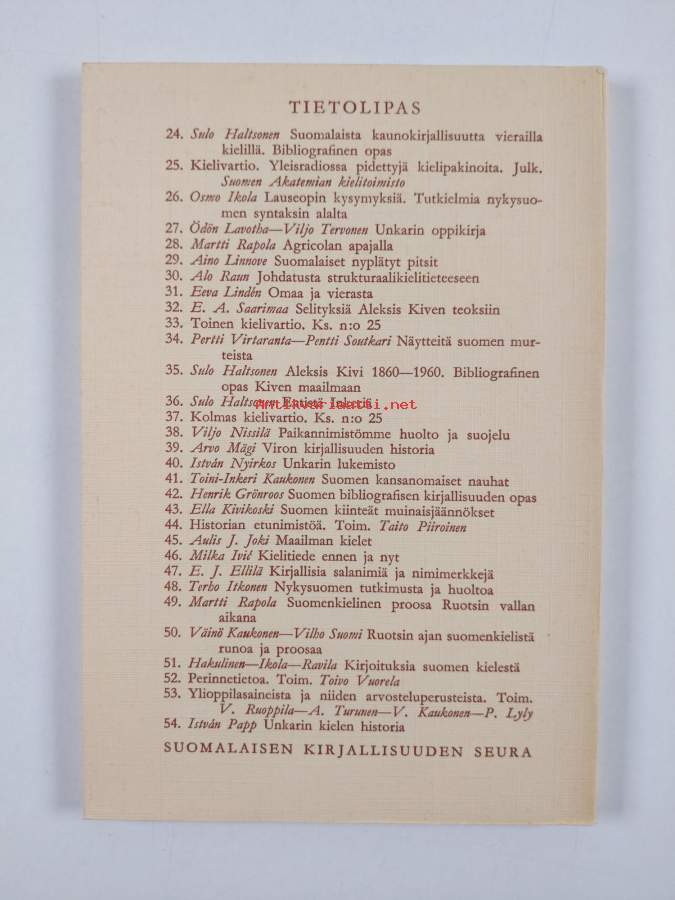 TIETOLIPAS
24. Sulo Haltsonen Suomalaista kaunokirjallisuutta vierailla
kielillä. Bibliografinen opas
25. Kielivartio. Yleisradiossa pidettyjä kielipakinoita. Julk.
Suomen Akatemian kielitoimisto
26. Osmo Ikola Lauseopin kysymyksiä. Tutkielmia nykysuo-
men syntaksin alalta
27. Ödön Lavotha—Viljo Tervonen Unkarin oppikirja
28. Martti Rapola Agricolan apajalla
29. Aino Linnove Suomalaiset nyplätyt pitsit
30. Alo Raun Johdatusta strukturaalikielitieteeseen
31. Eeva Lindén Omaa ja vierasta
32. E. A. Saarimaa Selityksiä Aleksis Kiven teoksiin
33. Toinen kielivartio. Ks. n:o 25
34. Pertti Virtaranta—Pentti Soutkari Näytteitä suomen mur-
teista
35. Sulo Haltsonen Aleksis Kivi 1860—1960. Bibliografinen
opas Kiven maailmaan
36. Sulo Haltsonen Entistä Inkeriä
Antikvariaatti.net
37. Kolmas kielivartio. Ks. n:o 25
38. Viljo Nissilä Paikannimistömme huolto ja suojelu
39. Arvo Mägi Viron kirjallisuuden historia
40. István Nyirkos Unkarin lukemisto
41. Toini-Inkeri Kaukonen Suomen kansanomaiset nauhat
42. Henrik Grönroos Suomen bibliografisen kirjallisuuden opas
43. Ella Kivikoski Suomen kiinteät muinaisjäännökset
44. Historian etunimistöä. Toim. Taito Piiroinen
45. Aulis J. Joki Maailman kielet
46. Milka Ivić Kielitiede ennen ja nyt
47. E. J. Ellilä Kirjallisia salanimiä ja nimimerkkejä
48. Terho Itkonen Nykysuomen tutkimusta ja huoltoa
49. Martti Rapola Suomenkielinen proosa Ruotsin vallan
aikana
50. Väinö Kaukonen—Vilho Suomi Ruotsin ajan suomenkielistä
runoa ja proosaa
51. Hakulinen—Ikola—Ravila Kirjoituksia suomen kielestä
52. Perinnetietoa. Toim. Toivo Vuorela
53. Ylioppilasaineista ja niiden arvosteluperusteista. Toim.
V. Ruoppila—A. Turunen—V. Kaukonen—P. Lyly
54. István Papp Unkarin kielen historia
SUOMALAISEN KIRJALLISUUDEN SEURA